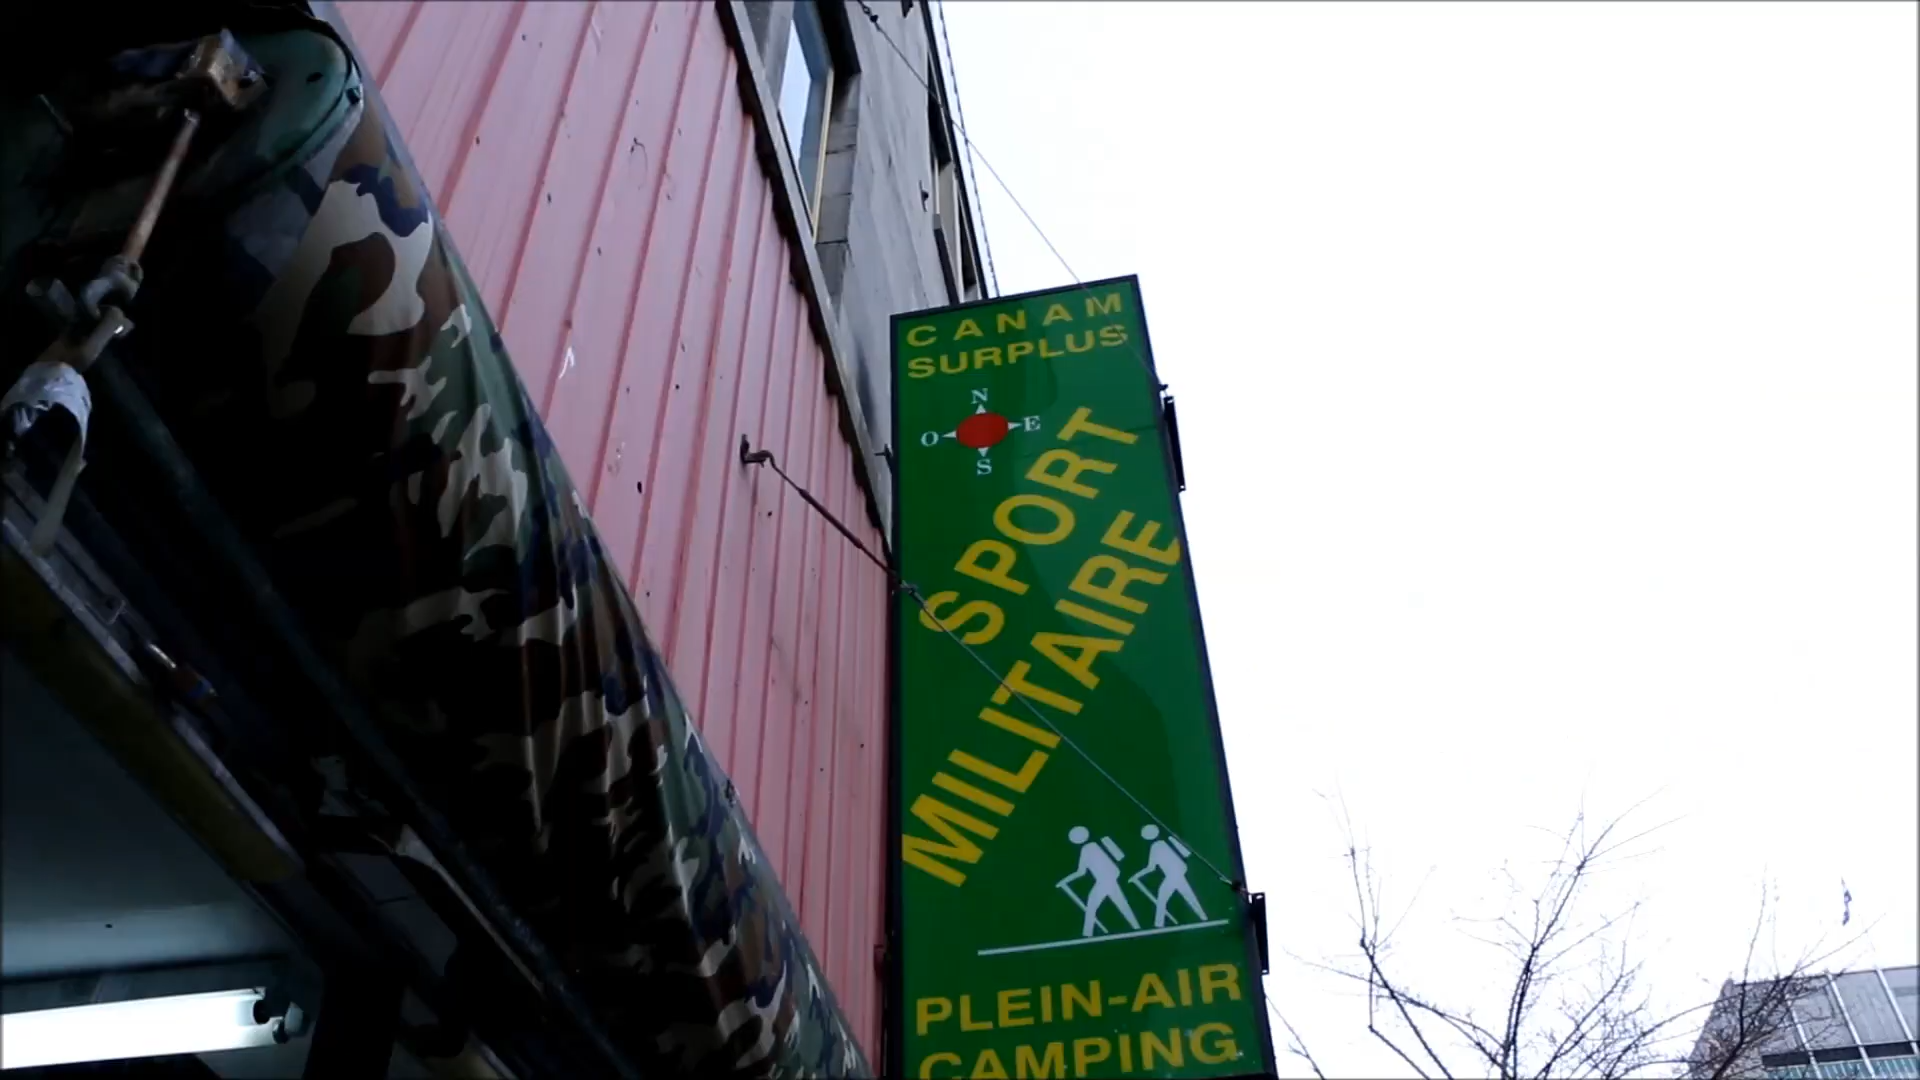 CANAM
SURPLUS
N
O E
S
SPORT
MILITAIRE
PLEIN-AIR
CAMPING